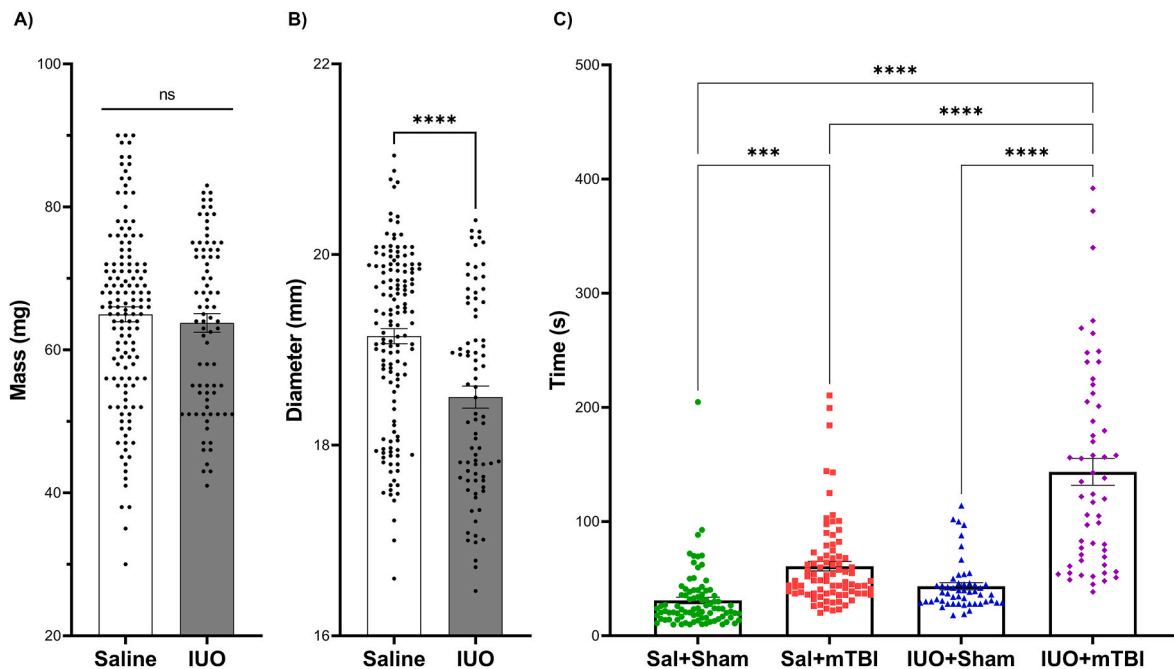 A)
Mass (mg)
100
80
60
40
20
ns
Saline IUO
B)
Diameter (mm)
22
20
18
16
****
Saline IUO
C)
Time (s)
500
400
300
200
100
0
****
****
*** ****
Sal+Sham Sal+mTBI IUO+Sham IUO+mTBI